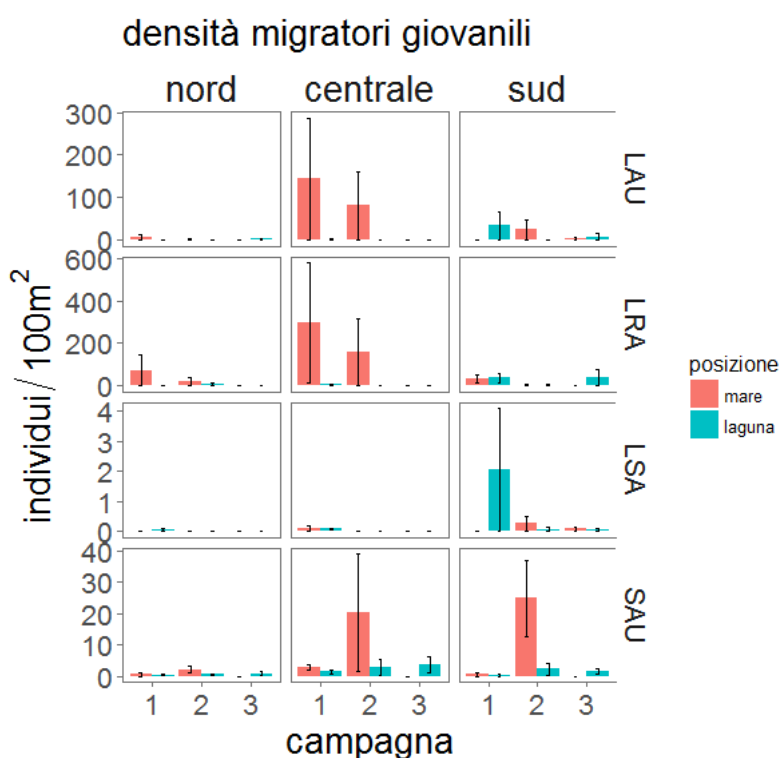 densità migratori giovanili
nord centrale sud
300
200
100
0
LAU
600
400
200
0
LRA
4
3
2
1
0
LSA
40
30
20
10
0
SAU
individui / 100m²
1 2 3 1 2 3 1 2 3
campagna
posizione
mare
laguna